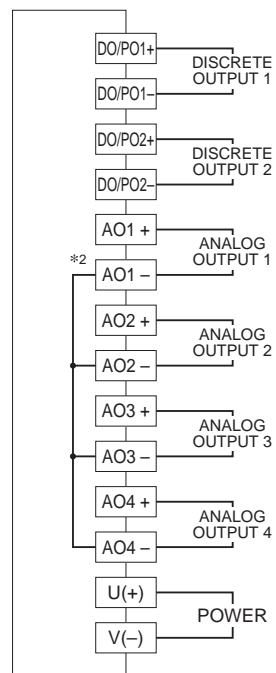 DO/PO1+
DISCRETE
OUTPUT 1
DO/PO1–
DO/PO2+
DISCRETE
OUTPUT 2
DO/PO2–
AO1 +
ANALOG
OUTPUT 1
*2
AO1 –
AO2 +
ANALOG
OUTPUT 2
AO2 –
AO3 +
ANALOG
OUTPUT 3
AO3 –
AO4 +
ANALOG
OUTPUT 4
AO4 –
U(+)
POWER
V(–)